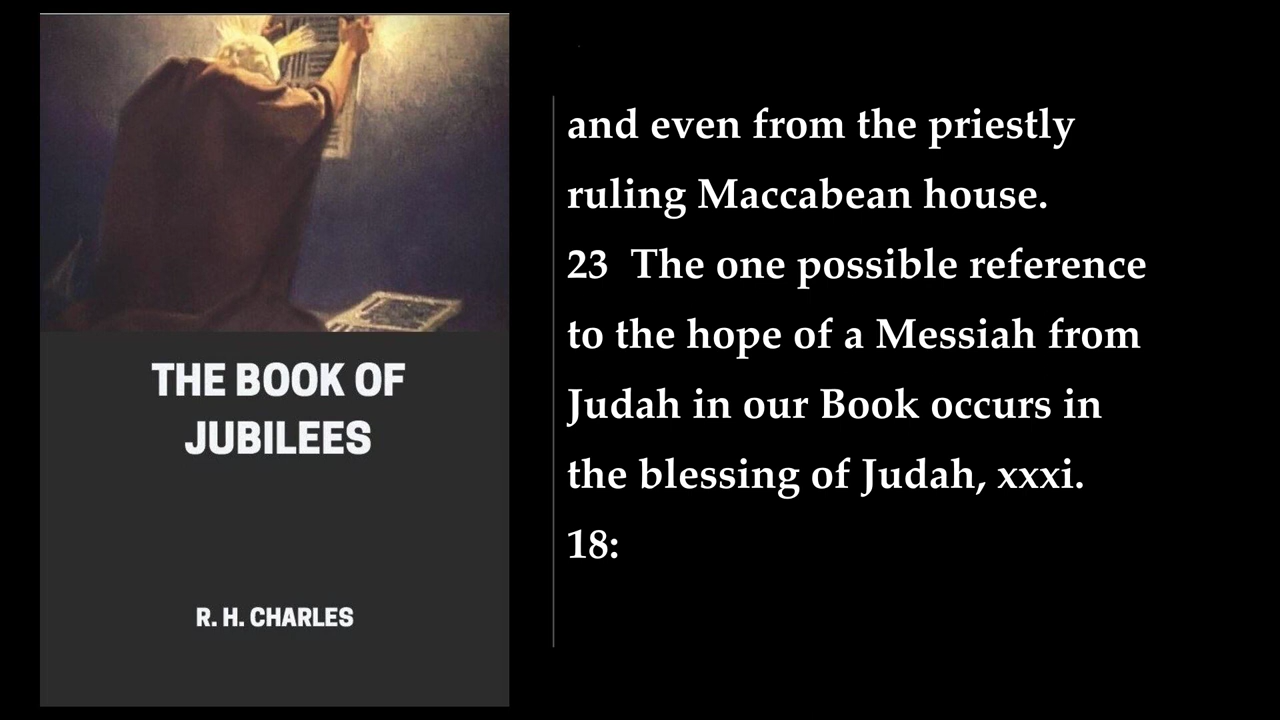 THE BOOK OF
JUBILEES
R. H. CHARLES
and even from the priestly
ruling Maccabean house.
23 The one possible reference
to the hope of a Messiah from
Judah in our Book occurs in
the blessing of Judah, xxxi.
18: